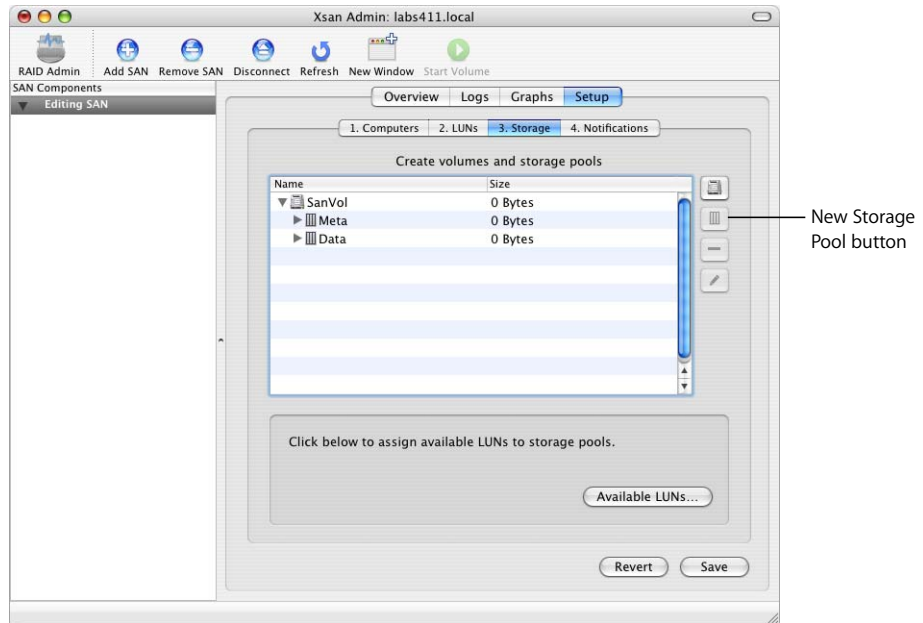 Xsan Admin: labs411.local
RAID Admin Add SAN Remove SAN Disconnect Refresh New Window Start Volume
SAN Components
Editing SAN
Overview Logs Graphs Setup
1. Computers 2. LUNs 3. Storage 4. Notifications
Create volumes and storage pools
Name Size
SanVol 0 Bytes
Meta 0 Bytes
Data 0 Bytes
New Storage
Pool button
Click below to assign available LUNs to storage pools.
Available LUNs...
Revert Save